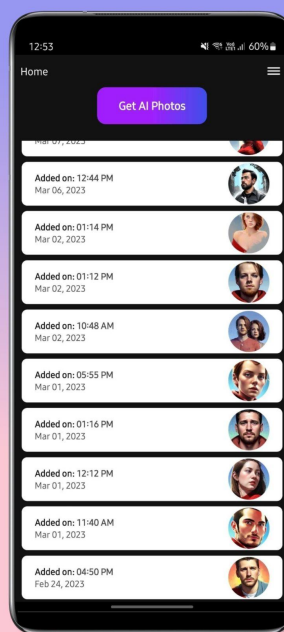 12:53
60%
Home
Get AI Photos
Mar 07, 2023
Added on: 12:44 PM
Mar 06, 2023
Added on: 01:14 PM
Mar 02, 2023
Added on: 01:12 PM
Mar 02, 2023
Added on: 10:48 AM
Mar 02, 2023
Added on: 05:55 PM
Mar 01, 2023
Added on: 01:16 PM
Mar 01, 2023
Added on: 12:12 PM
Mar 01, 2023
Added on: 11:40 AM
Mar 01, 2023
Added on: 04:50 PM
Feb 24, 2023